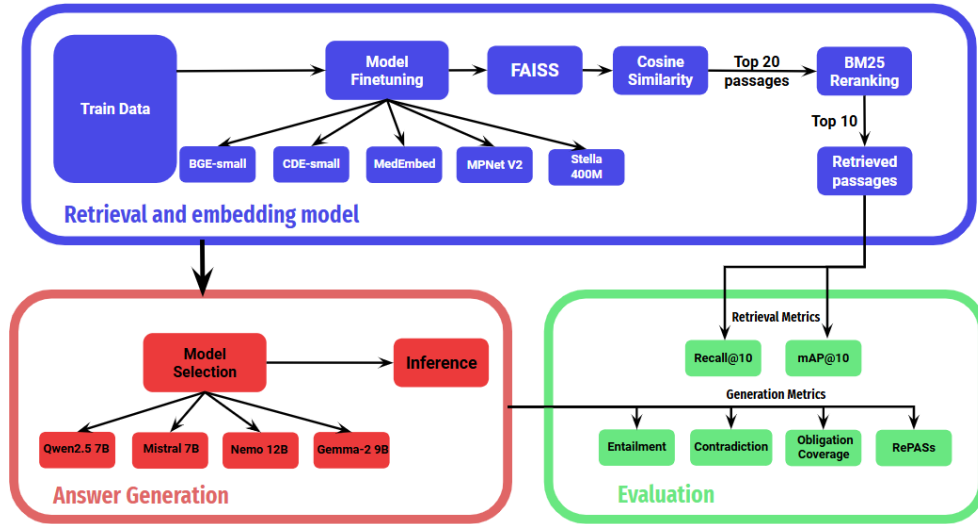 Train Data
Model
Finetuning
FAISS
Cosine
Similarity
Top 20
passages
BM25
Reranking
Top 10
BGE-small
CDE-small
MedEmbed
MPNet V2
Stella
400M
Retrieved
passages
Retrieval and embedding model
Model
Selection
Inference
Qwen2.5 7B
Mistral 7B
Nemo 12B
Gemma-2 9B
Answer Generation
Retrieval Metrics
Recall@10
mAP@10
Generation Metrics
Entailment
Contradiction
Obligation
Coverage
RePASs
Evaluation